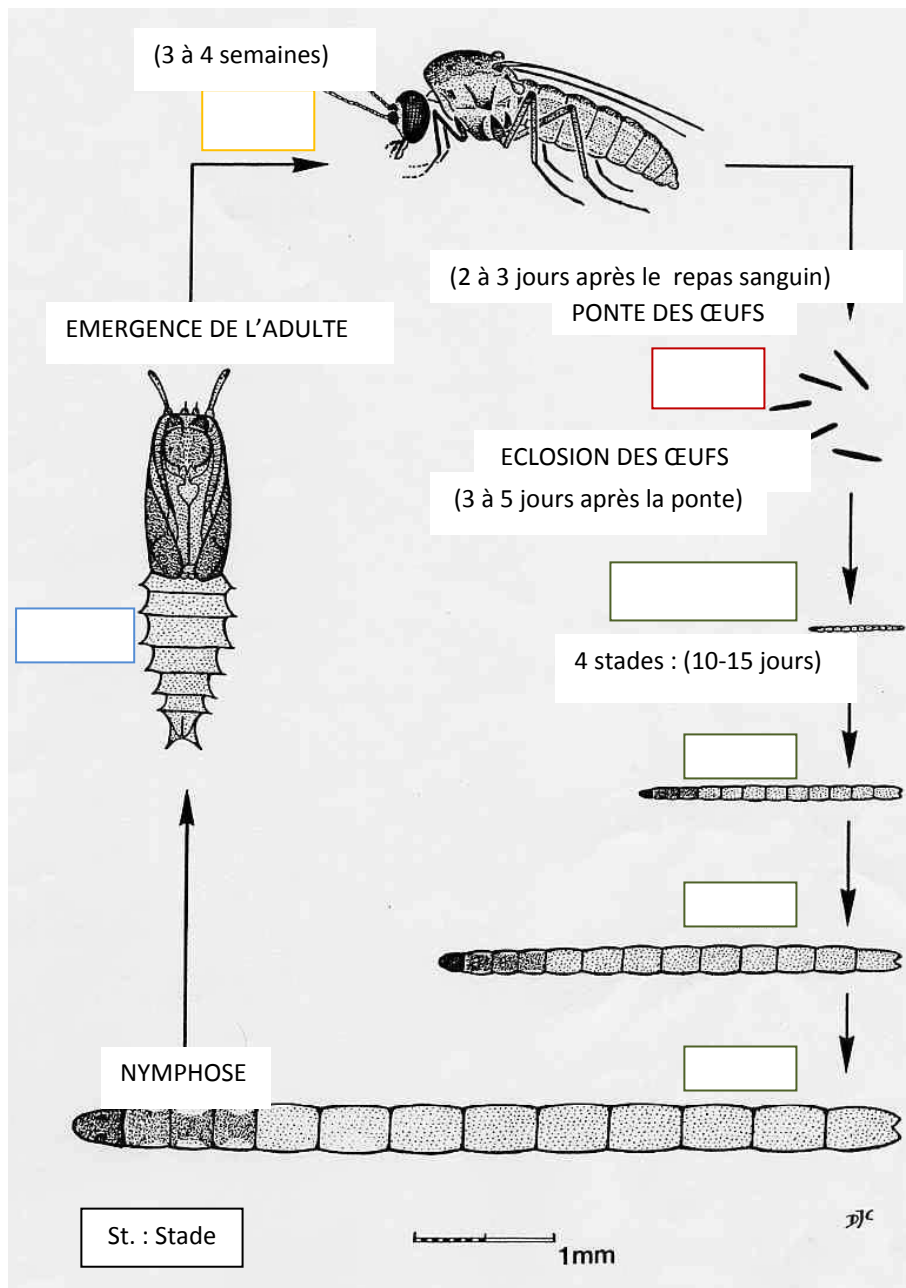 (3 à 4 semaines)
(2 à 3 jours après le  repas sanguin)
PONTE DES ŒUFS
EMERGENCE DE L’ADULTE
ECLOSION DES ŒUFS
(3 à 5 jours après la ponte)
4 stades : (10-15 jours)
NYMPHOSE
St. : Stade
1mm
DJC